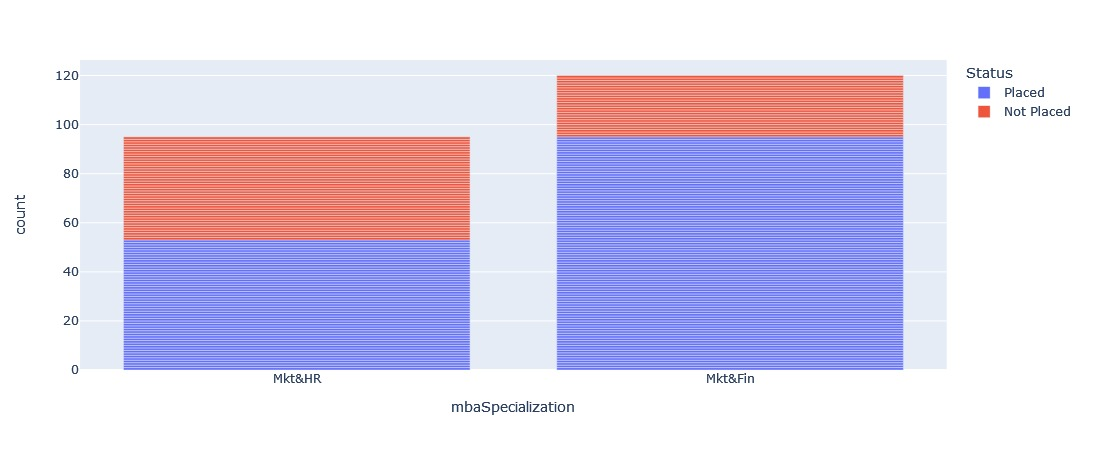 120
100
80
60
40
20
0
count
Mkt&HR
Mkt&Fin
mbaSpecialization
Status
Placed
Not Placed